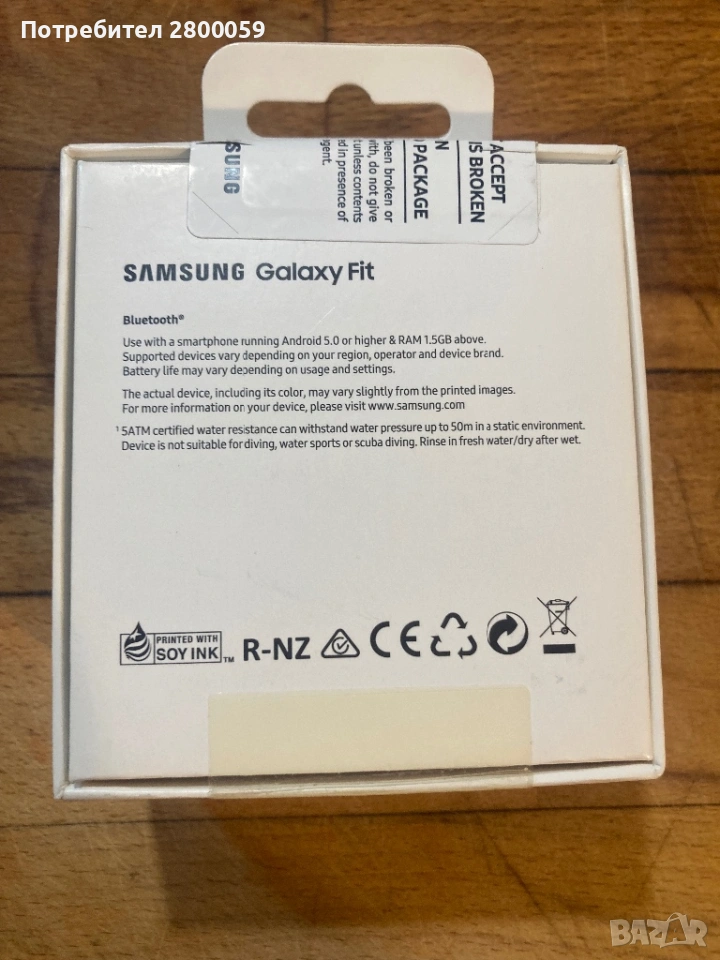 Потребител 2800059
SUNG
been broken or
with, do not give
t unless contents
d in presence of
gent.
N
PACKAGE
ACCEPT
IS BROKEN
SAMSUNG Galaxy Fit
Bluetooth®
Use with a smartphone running Android 5.0 or higher & RAM 1.5GB above.
Supported devices vary depending on your region, operator and device brand.
Battery life may vary depending on usage and settings.
The actual device, including its color, may vary slightly from the printed images.
For more information on your device, please visit www.samsung.com
¹ 5ATM certified water resistance can withstand water pressure up to 50m in a static environment.
Device is not suitable for diving, water sports or scuba diving. Rinse in fresh water/dry after wet.
PRINTED WITH
SOY INK™ R-NZ CE
BAZAR